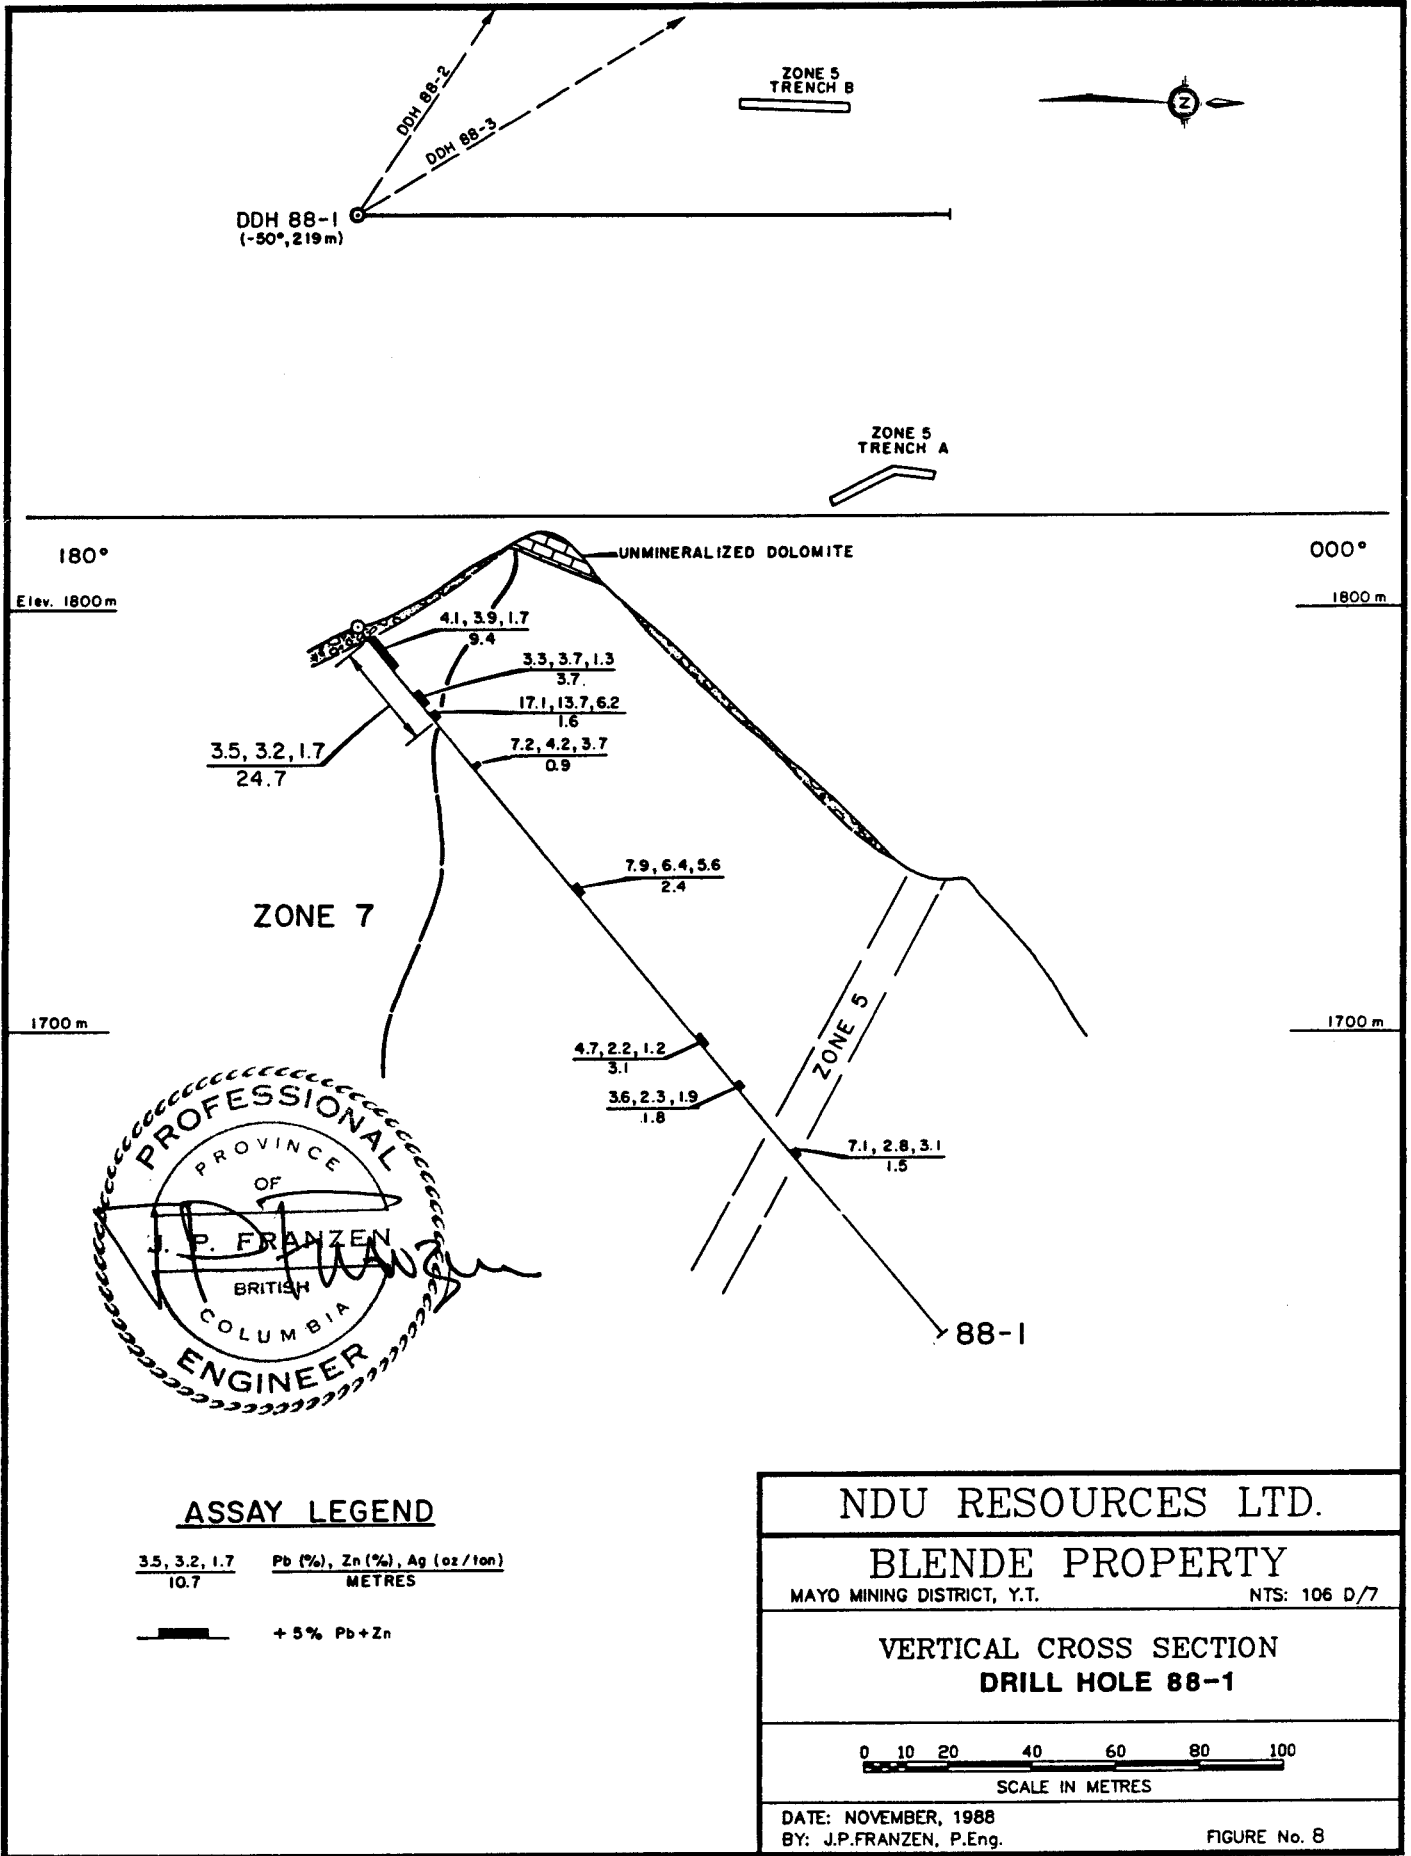 DDH 88-2
DDH 88-3
ZONE 5
TRENCH B
N
DDH 88-1
(-50°, 219 m)
ZONE 5
TRENCH A
180°
000°
UNMINERALIZED DOLOMITE
Elev. 1800 m
1800 m
4.1, 3.9, 1.7
9.4
3.3, 3.7, 1.3
3.7
17.1, 13.7, 6.2
1.6
7.2, 4.2, 3.7
0.9
3.5, 3.2, 1.7
24.7
7.9, 6.4, 5.6
2.4
ZONE 7
1700 m
1700 m
ZONE 5
4.7, 2.2, 1.2
3.1
3.6, 2.3, 1.9
1.8
7.1, 2.8, 3.1
1.5
88-1
PROFESSIONAL
PROVINCE
OF
J. P. FRANZEN
BRITISH
COLUMBIA
ENGINEER
JP Franzen
ASSAY LEGEND
3.5, 3.2, 1.7 Pb (%), Zn (%), Ag (oz/ton)
10.7 METRES
+ 5% Pb + Zn
NDU RESOURCES LTD.
BLENDE PROPERTY
MAYO MINING DISTRICT, Y.T. NTS: 106 D/7
VERTICAL CROSS SECTION
DRILL HOLE 88-1
0 10 20 40 60 80 100
SCALE IN METRES
DATE: NOVEMBER, 1988
BY: J.P.FRANZEN, P.Eng. FIGURE No. 8